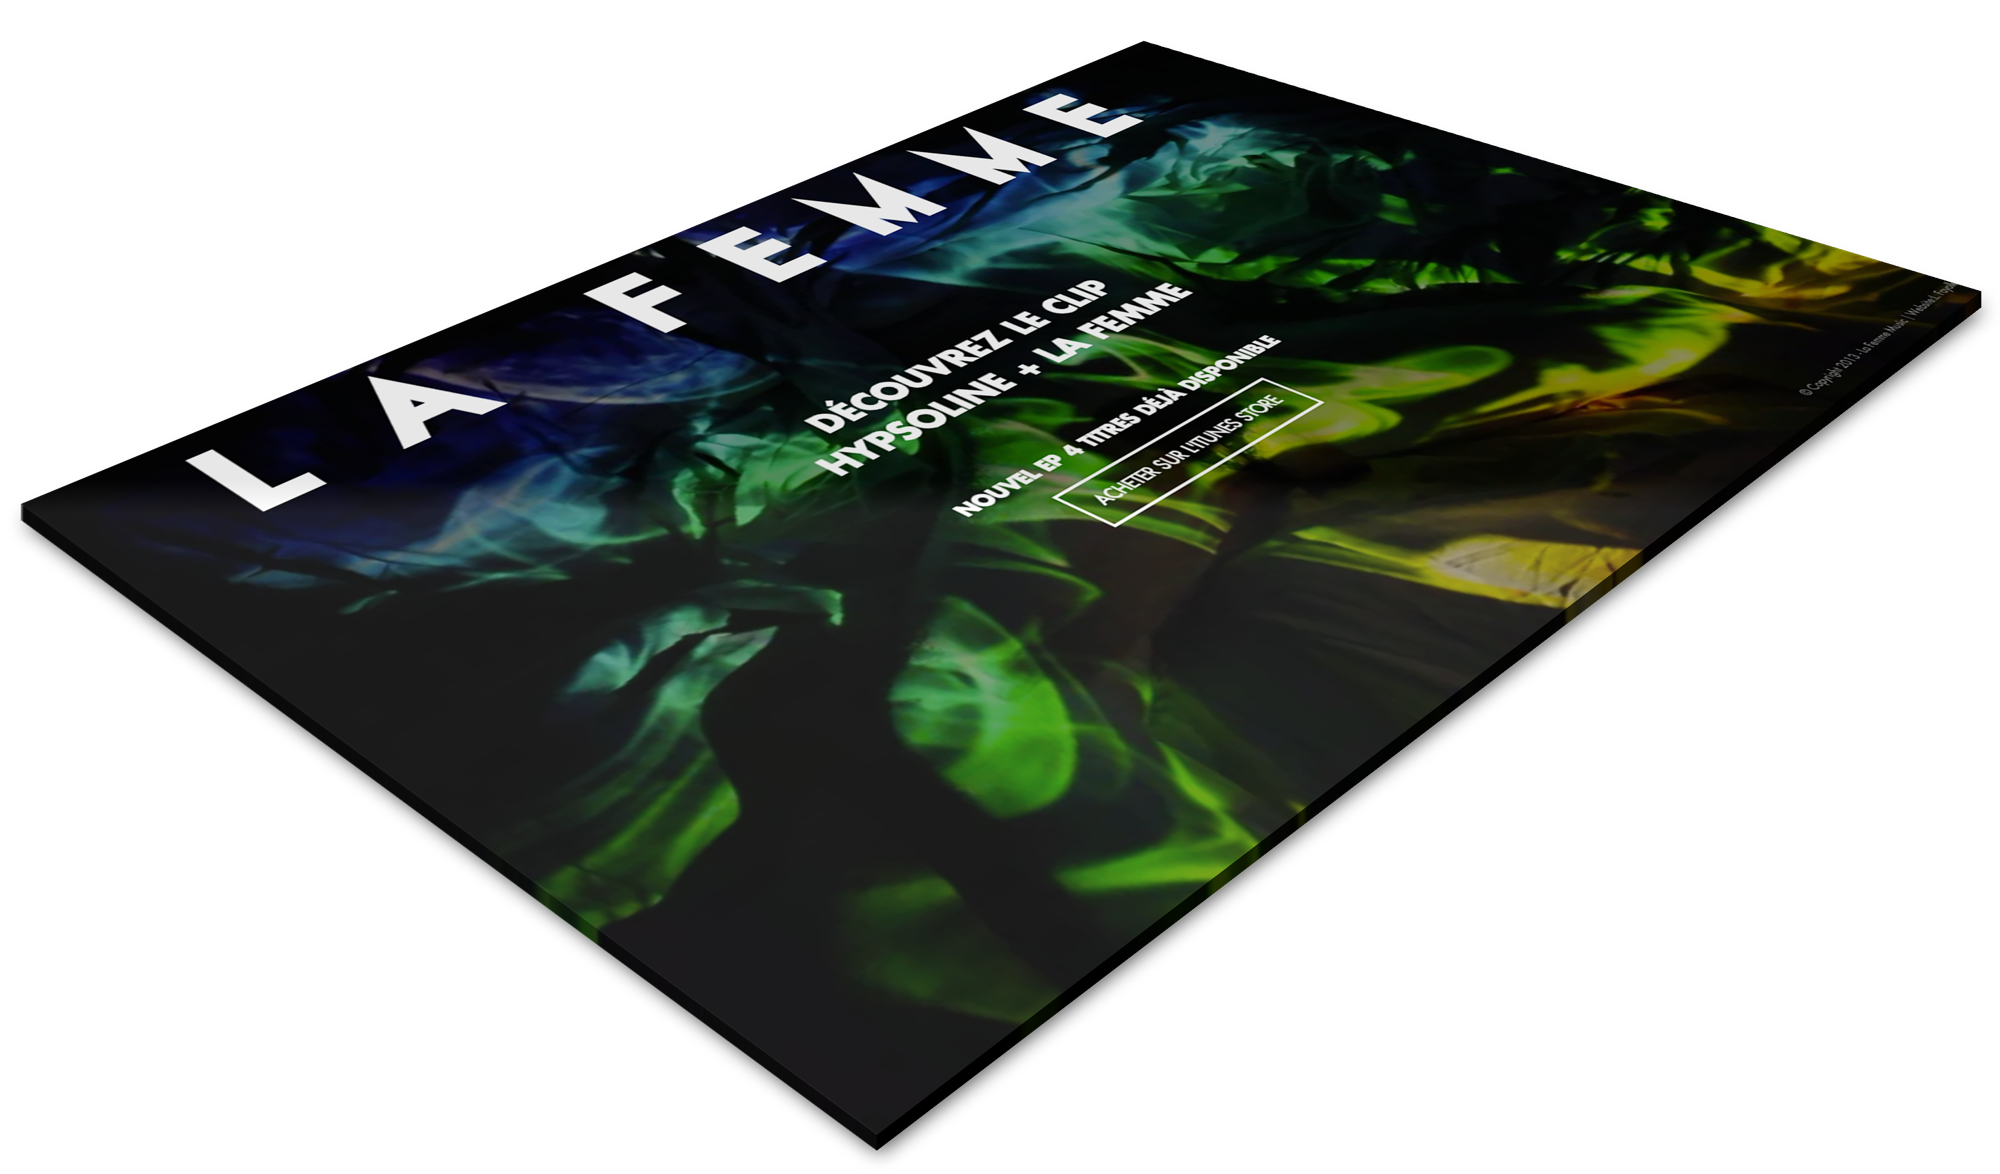 LA FEMME
DÉCOUVREZ LE CLIP
HYPSOLINE + LA FEMME
NOUVEL EP 4 TITRES DÉJÀ DISPONIBLE
ACHETER SUR L'ITUNES STORE
© Copyright 2013 - La Femme Music | Website